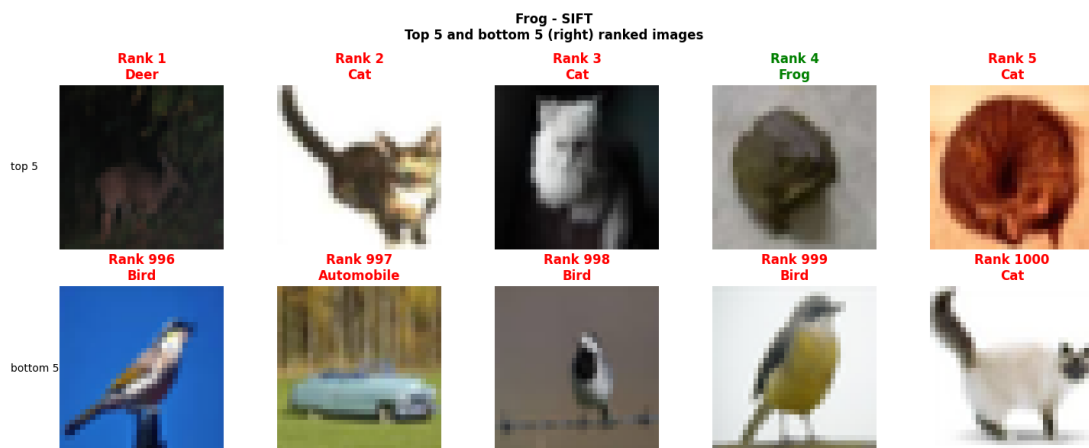 Frog - SIFT
Top 5 and bottom 5 (right) ranked images
Rank 1
Deer
Rank 2
Cat
Rank 3
Cat
Rank 4
Frog
Rank 5
Cat
top 5
Rank 996
Bird
Rank 997
Automobile
Rank 998
Bird
Rank 999
Bird
Rank 1000
Cat
bottom 5